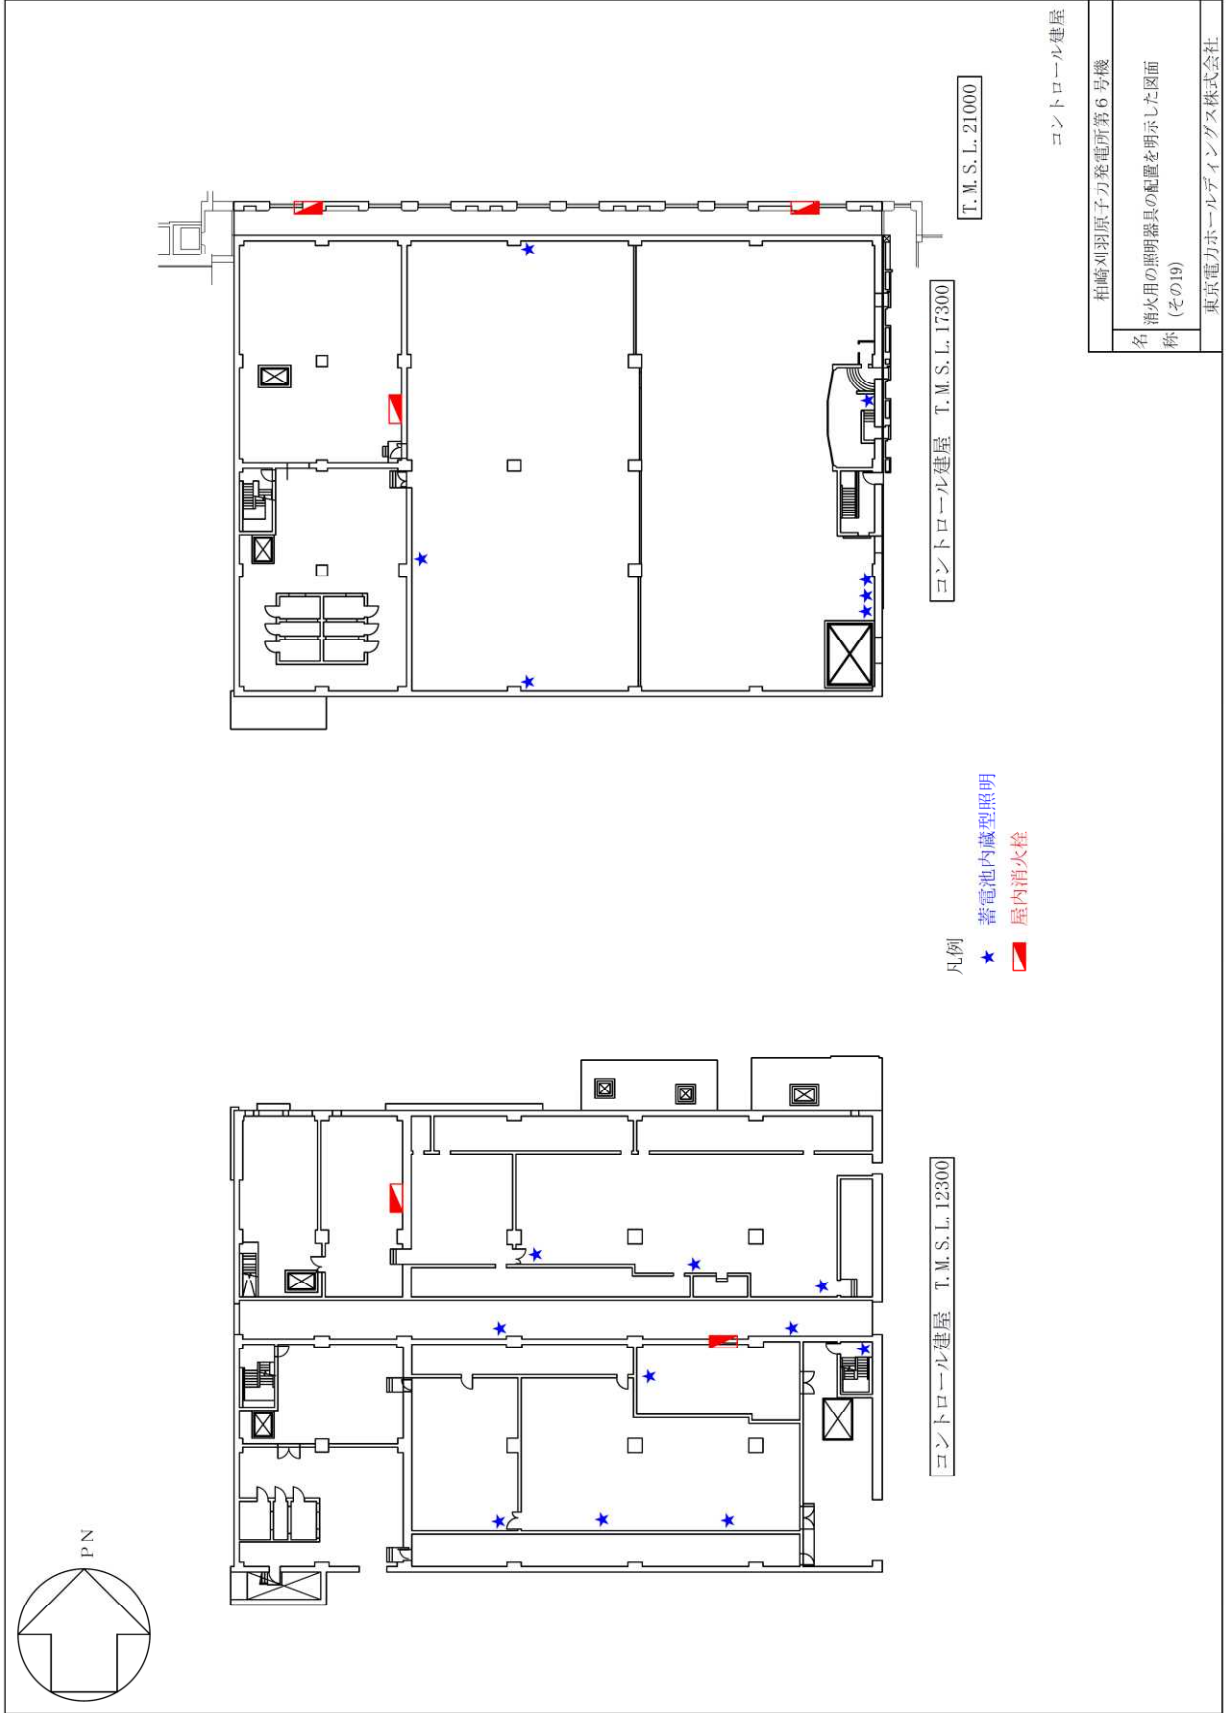 PN
コントロール建屋 T.M.S.L.12300
コントロール建屋 T.M.S.L.17300
T.M.S.L.21000
凡例
★ 蓄電池内蔵型照明
屋内消火栓
コントロール建屋
柏崎刈羽原子力発電所第6号機
名称
消火用の照明器具の配置を明示した図面
(その19)
東京電力ホールディングス株式会社